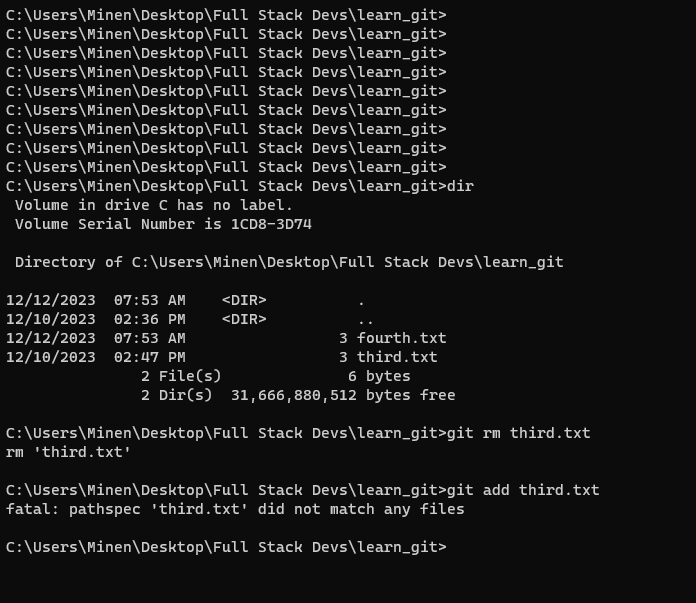 C:\Users\Minen\Desktop\Full Stack Devs\learn_git>
C:\Users\Minen\Desktop\Full Stack Devs\learn_git>
C:\Users\Minen\Desktop\Full Stack Devs\learn_git>
C:\Users\Minen\Desktop\Full Stack Devs\learn_git>
C:\Users\Minen\Desktop\Full Stack Devs\learn_git>
C:\Users\Minen\Desktop\Full Stack Devs\learn_git>
C:\Users\Minen\Desktop\Full Stack Devs\learn_git>
C:\Users\Minen\Desktop\Full Stack Devs\learn_git>
C:\Users\Minen\Desktop\Full Stack Devs\learn_git>
C:\Users\Minen\Desktop\Full Stack Devs\learn_git>dir
 Volume in drive C has no label.
 Volume Serial Number is 1CD8-3D74

 Directory of C:\Users\Minen\Desktop\Full Stack Devs\learn_git

12/12/2023  07:53 AM    <DIR>          .
12/10/2023  02:36 PM    <DIR>          ..
12/12/2023  07:53 AM                 3 fourth.txt
12/10/2023  02:47 PM                 3 third.txt
               2 File(s)              6 bytes
               2 Dir(s)  31,666,880,512 bytes free

C:\Users\Minen\Desktop\Full Stack Devs\learn_git>git rm third.txt
rm 'third.txt'

C:\Users\Minen\Desktop\Full Stack Devs\learn_git>git add third.txt
fatal: pathspec 'third.txt' did not match any files

C:\Users\Minen\Desktop\Full Stack Devs\learn_git>